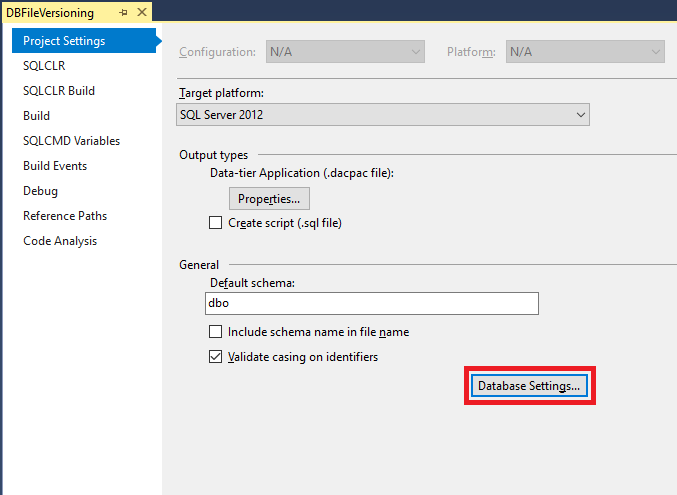 DBFileVersioning
Project Settings
SQLCLR
SQLCLR Build
Build
SQLCMD Variables
Build Events
Debug
Reference Paths
Code Analysis
Configuration: N/A Platform: N/A
Target platform:
SQL Server 2012
Output types
Data-tier Application (.dacpac file):
Properties...
Create script (.sql file)
General
Default schema:
dbo
Include schema name in file name
Validate casing on identifiers
Database Settings...